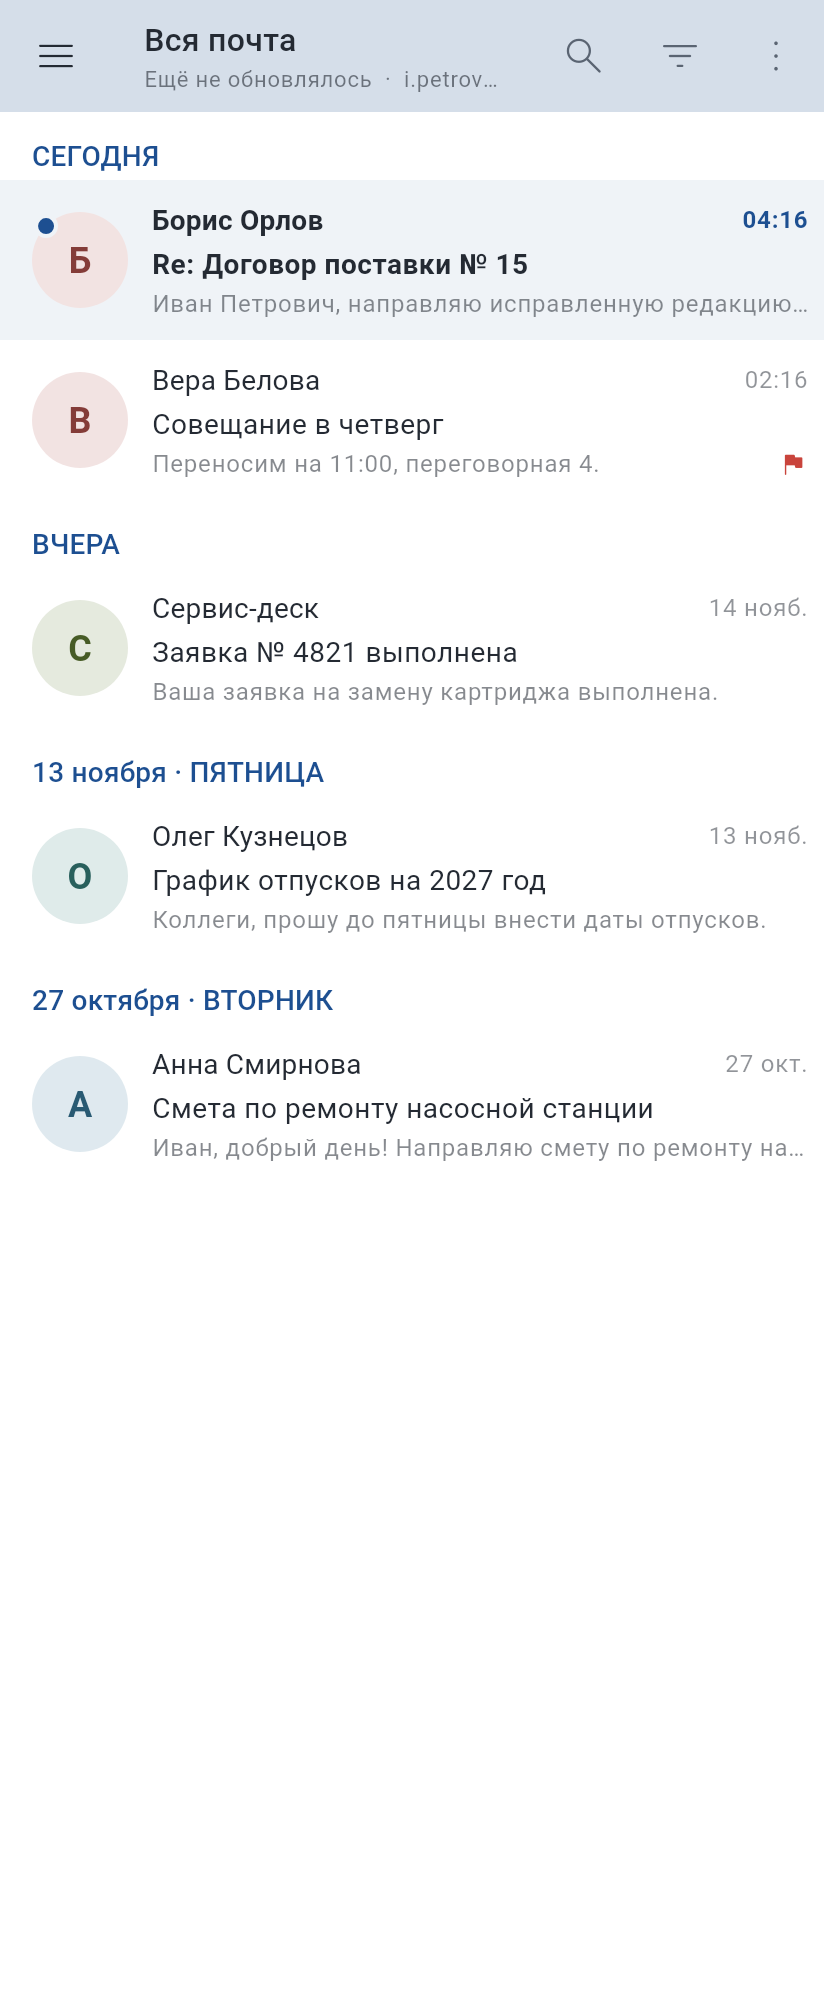 Вся почта
Ещё не обновлялось · i.petrov...
СЕГОДНЯ
Б
Борис Орлов
04:16
Re: Договор поставки № 15
Иван Петрович, направляю исправленную редакцию...
В
Вера Белова
02:16
Совещание в четверг
Переносим на 11:00, переговорная 4.
ВЧЕРА
С
Сервис-деск
14 нояб.
Заявка № 4821 выполнена
Ваша заявка на замену картриджа выполнена.
13 ноября · ПЯТНИЦА
О
Олег Кузнецов
13 нояб.
График отпусков на 2027 год
Коллеги, прошу до пятницы внести даты отпусков.
27 октября · ВТОРНИК
А
Анна Смирнова
27 окт.
Смета по ремонту насосной станции
Иван, добрый день! Направляю смету по ремонту на...